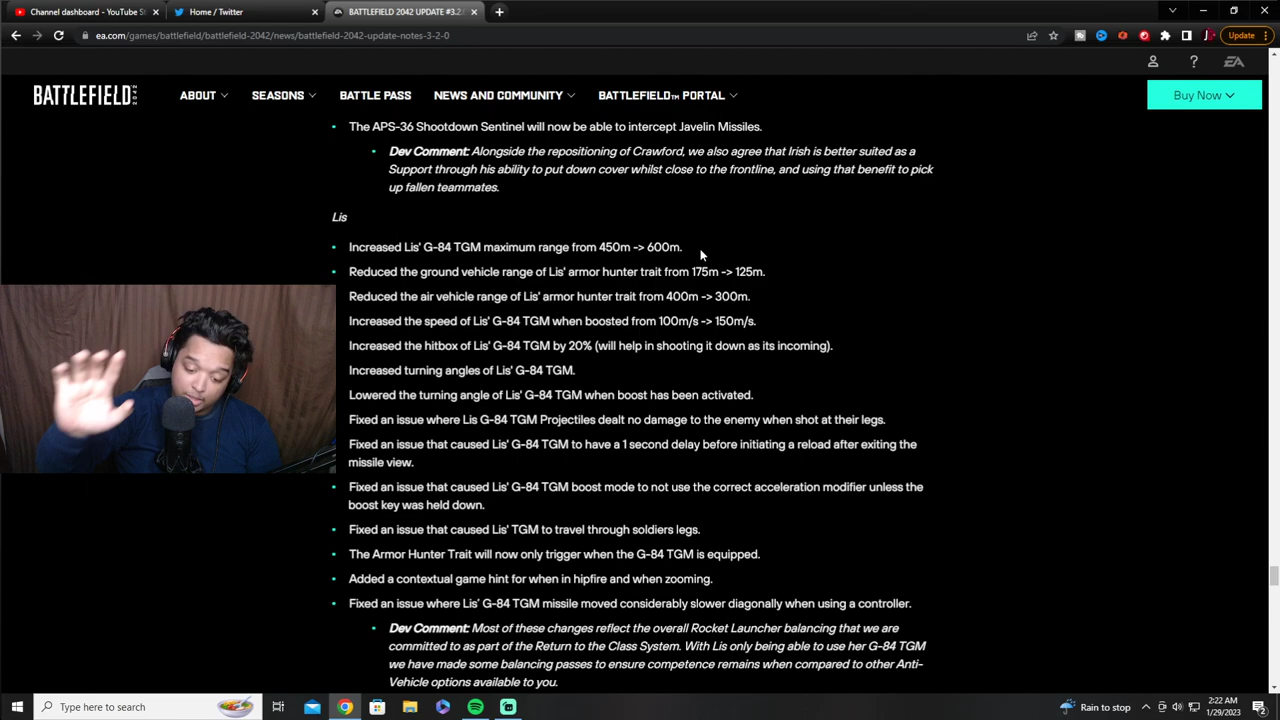 Channel dashboard - YouTube St
Home / Twitter
BATTLEFIELD 2042 UPDATE #3.2.0
ea.com/games/battlefield/battlefield-2042/news/battlefield-2042-update-notes-3-2-0
Update
EA
BATTLEFIELD 2042
ABOUT
SEASONS
BATTLE PASS
NEWS AND COMMUNITY
BATTLEFIELD™ PORTAL
Buy Now
• The APS-36 Shootdown Sentinel will now be able to intercept Javelin Missiles.
• Dev Comment: Alongside the repositioning of Crawford, we also agree that Irish is better suited as a
Support through his ability to put down cover whilst close to the frontline, and using that benefit to pick
up fallen teammates.
Lis
• Increased Lis' G-84 TGM maximum range from 450m -> 600m.
• Reduced the ground vehicle range of Lis' armor hunter trait from 175m -> 125m.
Reduced the air vehicle range of Lis' armor hunter trait from 400m -> 300m.
Increased the speed of Lis' G-84 TGM when boosted from 100m/s -> 150m/s.
Increased the hitbox of Lis' G-84 TGM by 20% (will help in shooting it down as its incoming).
Increased turning angles of Lis' G-84 TGM.
Lowered the turning angle of Lis' G-84 TGM when boost has been activated.
Fixed an issue where Lis G-84 TGM Projectiles dealt no damage to the enemy when shot at their legs.
Fixed an issue that caused Lis' G-84 TGM to have a 1 second delay before initiating a reload after exiting the
missile view.
• Fixed an issue that caused Lis' G-84 TGM boost mode to not use the correct acceleration modifier unless the
boost key was held down.
• Fixed an issue that caused Lis' TGM to travel through soldiers legs.
• The Armor Hunter Trait will now only trigger when the G-84 TGM is equipped.
• Added a contextual game hint for when in hipfire and when zooming.
• Fixed an issue where Lis' G-84 TGM missile moved considerably slower diagonally when using a controller.
• Dev Comment: Most of these changes reflect the overall Rocket Launcher balancing that we are
committed to as part of the Return to the Class System. With Lis only being able to use her G-84 TGM
we have made some balancing passes to ensure competence remains when compared to other Anti-
Vehicle options available to you.
Type here to search
Rain to stop
2:22 AM
1/29/2023
2